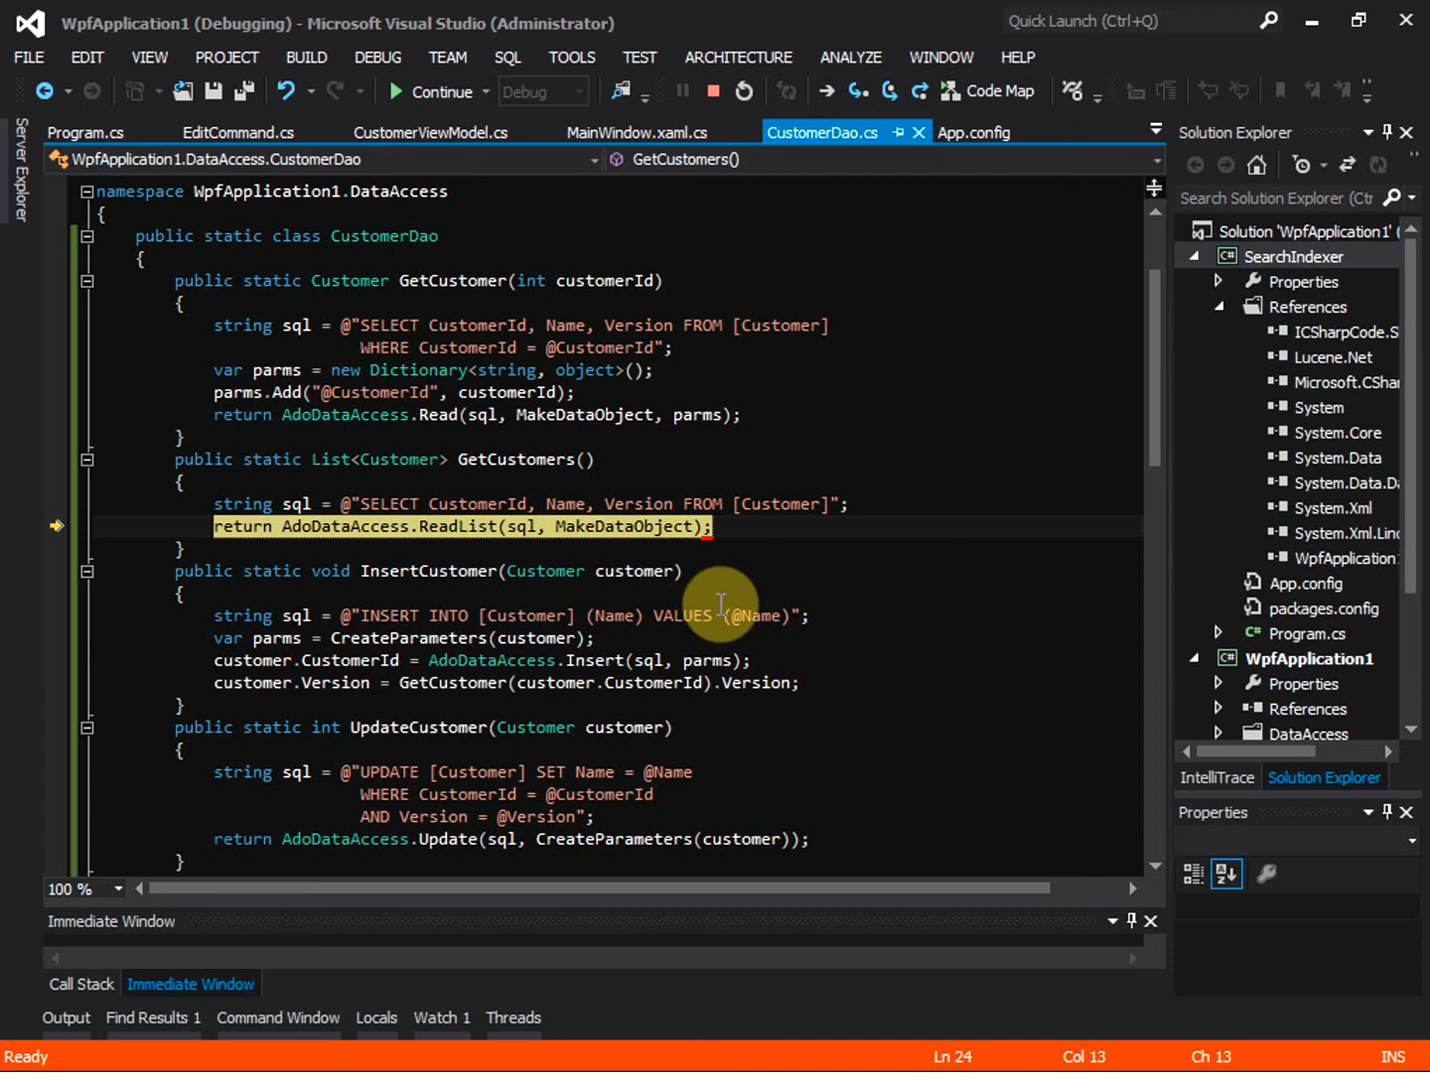 WpfApplication1 (Debugging) - Microsoft Visual Studio (Administrator)
Quick Launch (Ctrl+Q)
FILE EDIT VIEW PROJECT BUILD DEBUG TEAM SQL TOOLS TEST ARCHITECTURE ANALYZE WINDOW HELP
Continue Debug Code Map
Server Explorer
Program.cs EditCommand.cs CustomerViewModel.cs MainWindow.xaml.cs CustomerDao.cs App.config
WpfApplication1.DataAccess.CustomerDao GetCustomers()
namespace WpfApplication1.DataAccess
{
public static class CustomerDao
{
public static Customer GetCustomer(int customerId)
{
string sql = @"SELECT CustomerId, Name, Version FROM [Customer]
WHERE CustomerId = @CustomerId";
var parms = new Dictionary<string, object>();
parms.Add("@CustomerId", customerId);
return AdoDataAccess.Read(sql, MakeDataObject, parms);
}
public static List<Customer> GetCustomers()
{
string sql = @"SELECT CustomerId, Name, Version FROM [Customer]";
return AdoDataAccess.ReadList(sql, MakeDataObject);
}
public static void InsertCustomer(Customer customer)
{
string sql = @"INSERT INTO [Customer] (Name) VALUES (@Name)";
var parms = CreateParameters(customer);
customer.CustomerId = AdoDataAccess.Insert(sql, parms);
customer.Version = GetCustomer(customer.CustomerId).Version;
}
public static int UpdateCustomer(Customer customer)
{
string sql = @"UPDATE [Customer] SET Name = @Name
WHERE CustomerId = @CustomerId
AND Version = @Version";
return AdoDataAccess.Update(sql, CreateParameters(customer));
}
100 %
Immediate Window
Call Stack Immediate Window
Output Find Results 1 Command Window Locals Watch 1 Threads
Ready Ln 24 Col 13 Ch 13 INS
Solution Explorer
Search Solution Explorer (Ctr
Solution 'WpfApplication1' (
C# SearchIndexer
Properties
References
ICSharpCode.S
Lucene.Net
Microsoft.CSha
System
System.Core
System.Data
System.Data.Da
System.Xml
System.Xml.Linc
WpfApplication
App.config
packages.config
C# Program.cs
C# WpfApplication1
Properties
References
DataAccess
IntelliTrace Solution Explorer
Properties